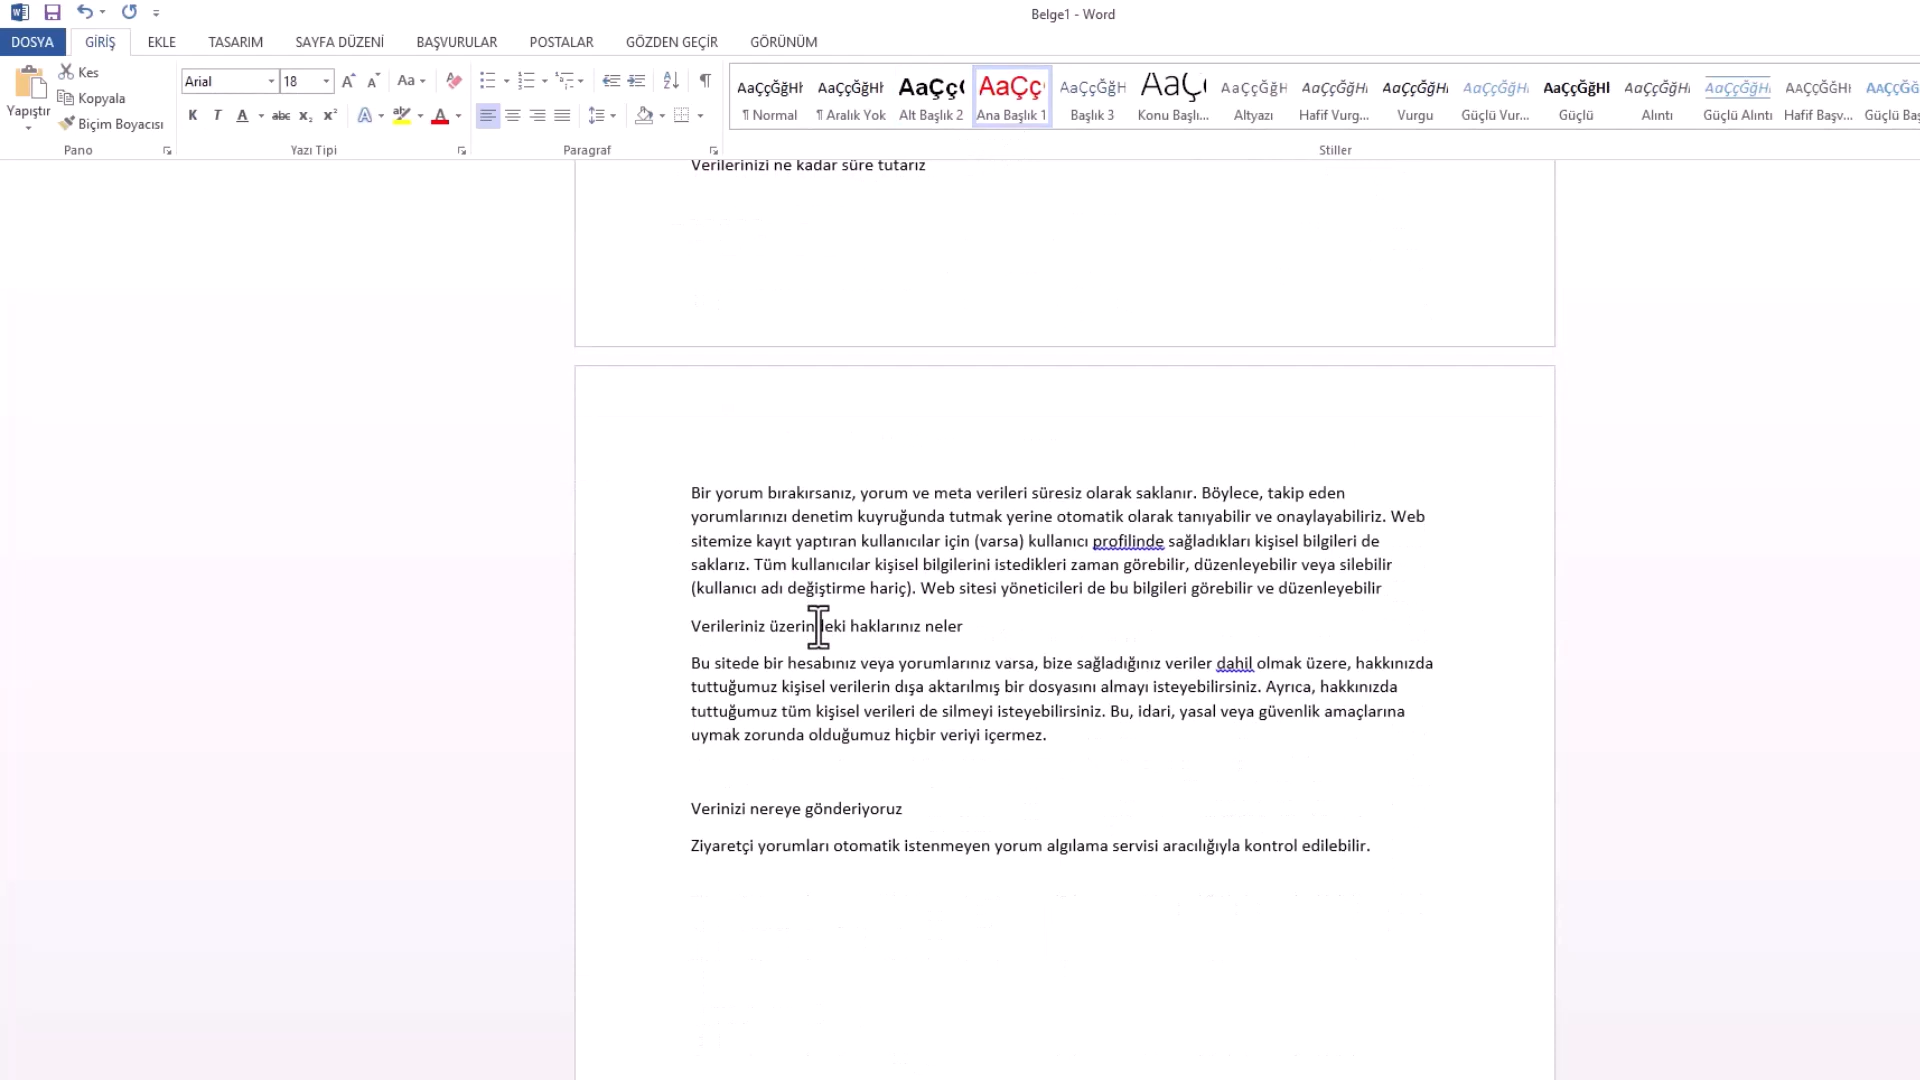 Belge1 - Word
DOSYA GİRİŞ EKLE TASARIM SAYFA DÜZENİ BAŞVURULAR POSTALAR GÖZDEN GEÇİR GÖRÜNÜM
Yapıştır
Kes
Kopyala
Biçim Boyacısı
Pano
Arial 18
Aa
K T A abc x₂ x² A aby A
Yazı Tipi
Paragraf
AaÇçĞğHł AaÇçĞğHł AaÇç( AaÇç AaÇçĞğH AaÇ( AaÇçĞğH AaÇçĞğHı AaÇçĞğHı AaÇçĞğHı AaÇçĞğHI AaÇçĞğHı AaÇçĞğHı AAÇÇĞĞHI AAÇÇĞĞ
¶ Normal ¶ Aralık Yok Alt Başlık 2 Ana Başlık 1 Başlık 3 Konu Başlı... Altyazı Hafif Vurg... Vurgu Güçlü Vur... Güçlü Alıntı Güçlü Alıntı Hafif Başv... Güçlü Baş
Stiller
Verilerinizi ne kadar süre tutarız
Bir yorum bırakırsanız, yorum ve meta verileri süresiz olarak saklanır. Böylece, takip eden
yorumlarınızı denetim kuyruğunda tutmak yerine otomatik olarak tanıyabilir ve onaylayabiliriz. Web
sitemize kayıt yaptıran kullanıcılar için (varsa) kullanıcı profilinde sağladıkları kişisel bilgileri de
saklarız. Tüm kullanıcılar kişisel bilgilerini istedikleri zaman görebilir, düzenleyebilir veya silebilir
(kullanıcı adı değiştirme hariç). Web sitesi yöneticileri de bu bilgileri görebilir ve düzenleyebilir
Verileriniz üzerindeki haklarınız neler
Bu sitede bir hesabınız veya yorumlarınız varsa, bize sağladığınız veriler dahil olmak üzere, hakkınızda
tuttuğumuz kişisel verilerin dışa aktarılmış bir dosyasını almayı isteyebilirsiniz. Ayrıca, hakkınızda
tuttuğumuz tüm kişisel verileri de silmeyi isteyebilirsiniz. Bu, idari, yasal veya güvenlik amaçlarına
uymak zorunda olduğumuz hiçbir veriyi içermez.
Verinizi nereye gönderiyoruz
Ziyaretçi yorumları otomatik istenmeyen yorum algılama servisi aracılığıyla kontrol edilebilir.